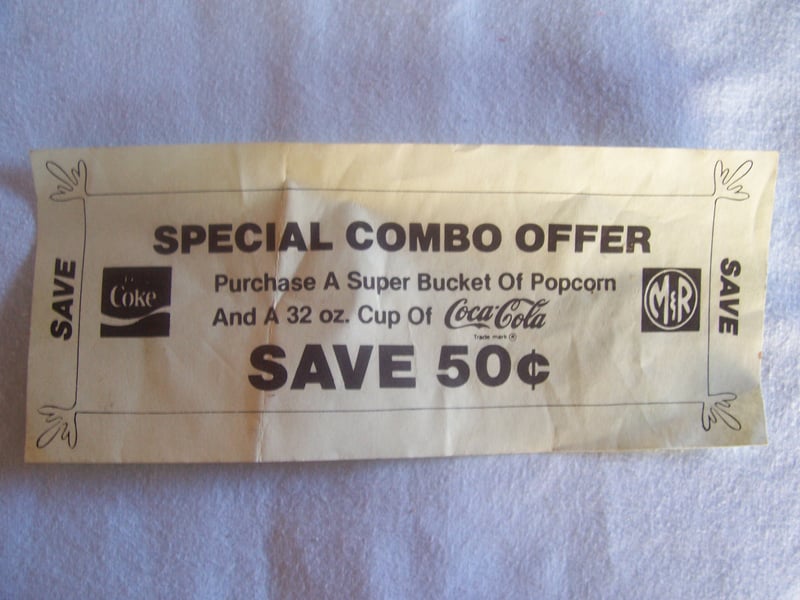 SPECIAL COMBO OFFER
SAVE
Coke
Purchase A Super Bucket Of Popcorn
And A 32 oz. Cup Of Coca-Cola
Trade mark ®
M&R
SAVE
SAVE 50¢